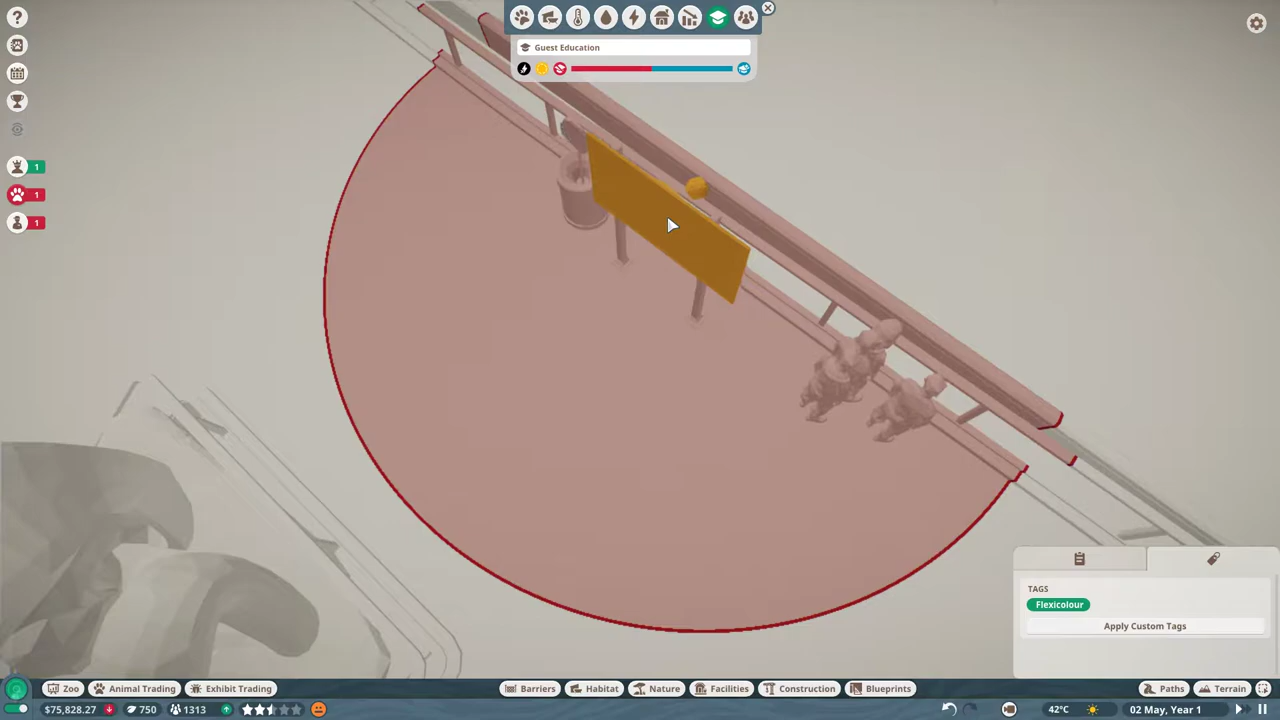 Guest Education
1
1
1
TAGS
Flexicolour
Apply Custom Tags
Zoo
Animal Trading
Exhibit Trading
Barriers
Habitat
Nature
Facilities
Construction
Blueprints
Paths
Terrain
$75,828.27
750
1313
42°C
02 May, Year 1